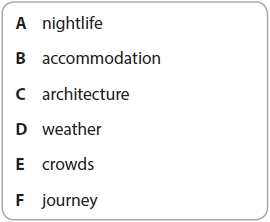 A nightlife
B accommodation
C architecture
D weather
E crowds
F journey